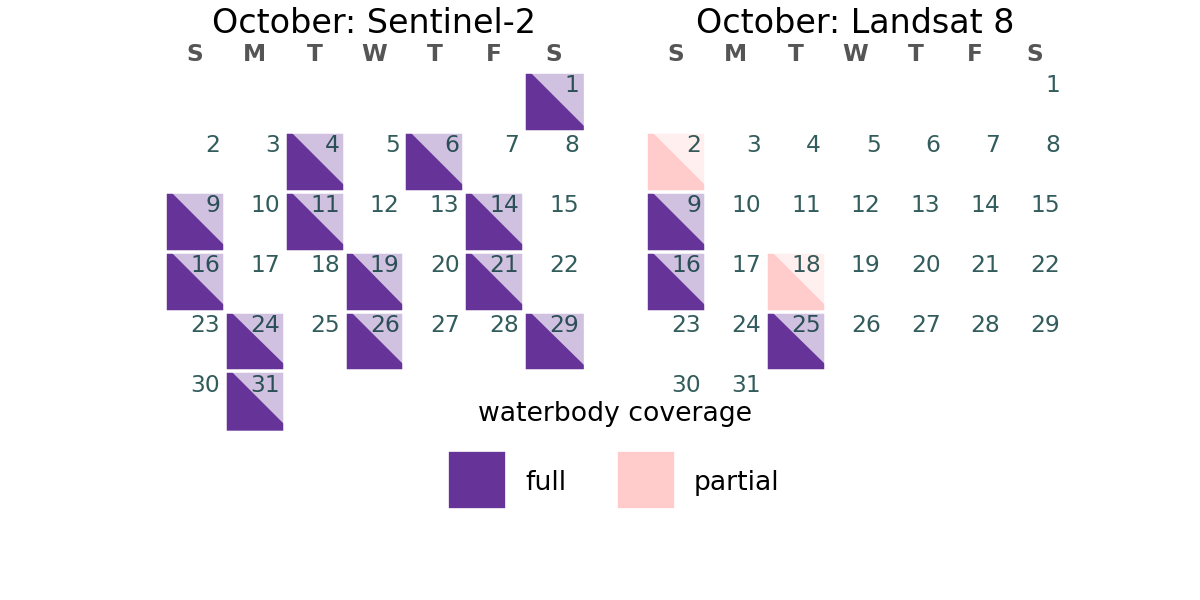 October: Sentinel-2
S M T W T F S
1
2 3 4 5 6 7 8
9 10 11 12 13 14 15
16 17 18 19 20 21 22
23 24 25 26 27 28 29
30 31
October: Landsat 8
S M T W T F S
1
2 3 4 5 6 7 8
9 10 11 12 13 14 15
16 17 18 19 20 21 22
23 24 25 26 27 28 29
30 31
waterbody coverage
full partial